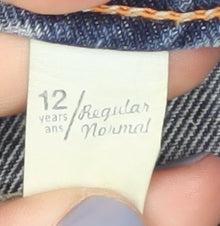 12 / Regular
years
ans / Normal